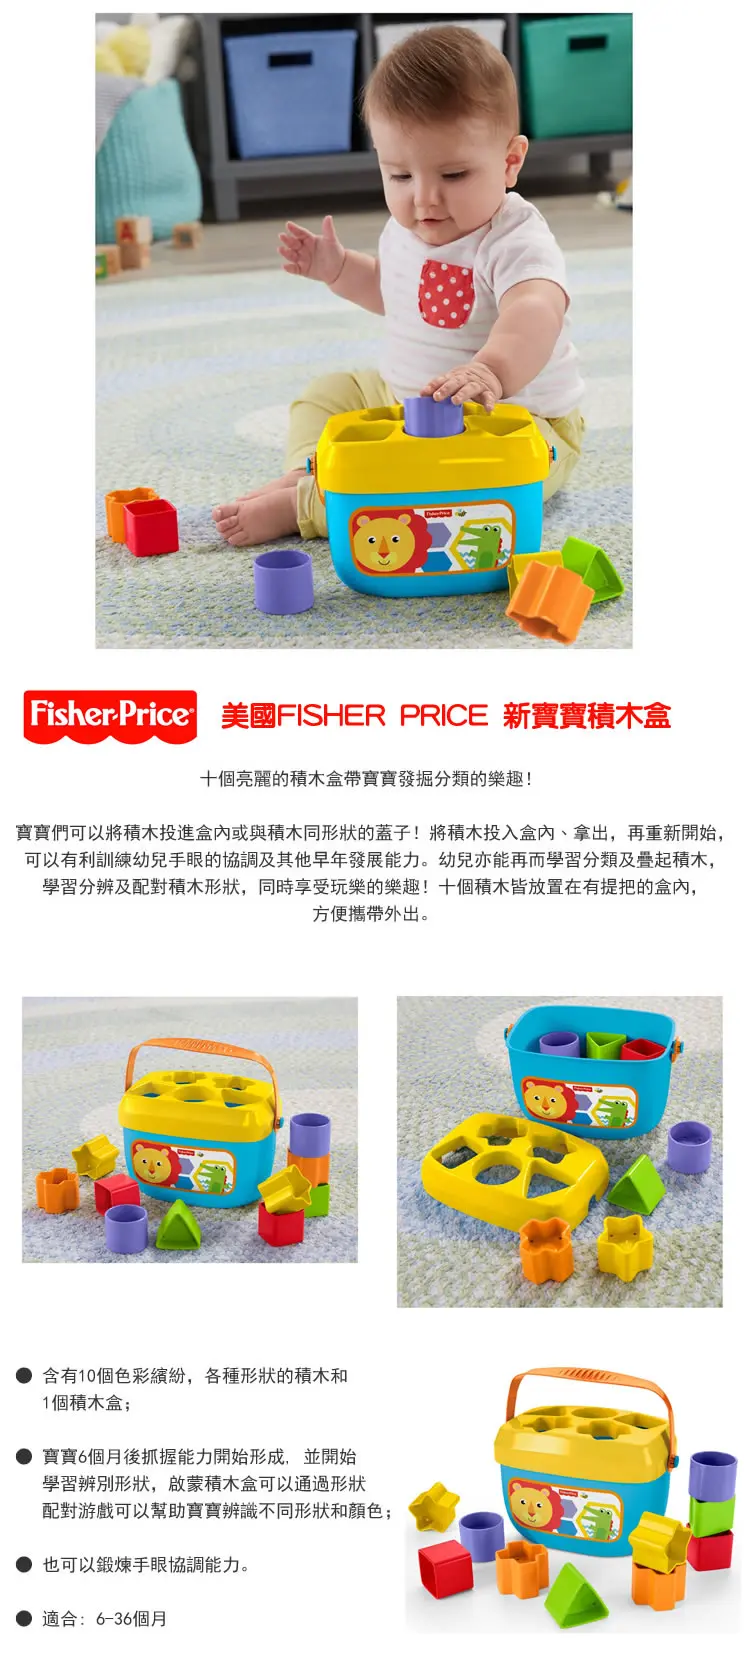 Fisher-Price
Fisher-Price®
美國FISHER PRICE 新寶寶積木盒
十個亮麗的積木盒帶寶寶發掘分類的樂趣！
寶寶們可以將積木投進盒內或與積木同形狀的蓋子！將積木投入盒內、拿出，再重新開始，
可以有利訓練幼兒手眼的協調及其他早年發展能力。幼兒亦能再而學習分類及疊起積木，
學習分辨及配對積木形狀，同時享受玩樂的樂趣！十個積木皆放置在有提把的盒內，
方便攜帶外出。
● 含有10個色彩繽紛，各種形狀的積木和
1個積木盒；
● 寶寶6個月後抓握能力開始形成，並開始
學習辨別形狀，啟蒙積木盒可以通過形狀
配對游戲可以幫助寶寶辨識不同形狀和顏色；
● 也可以鍛煉手眼協調能力。
● 適合：6-36個月